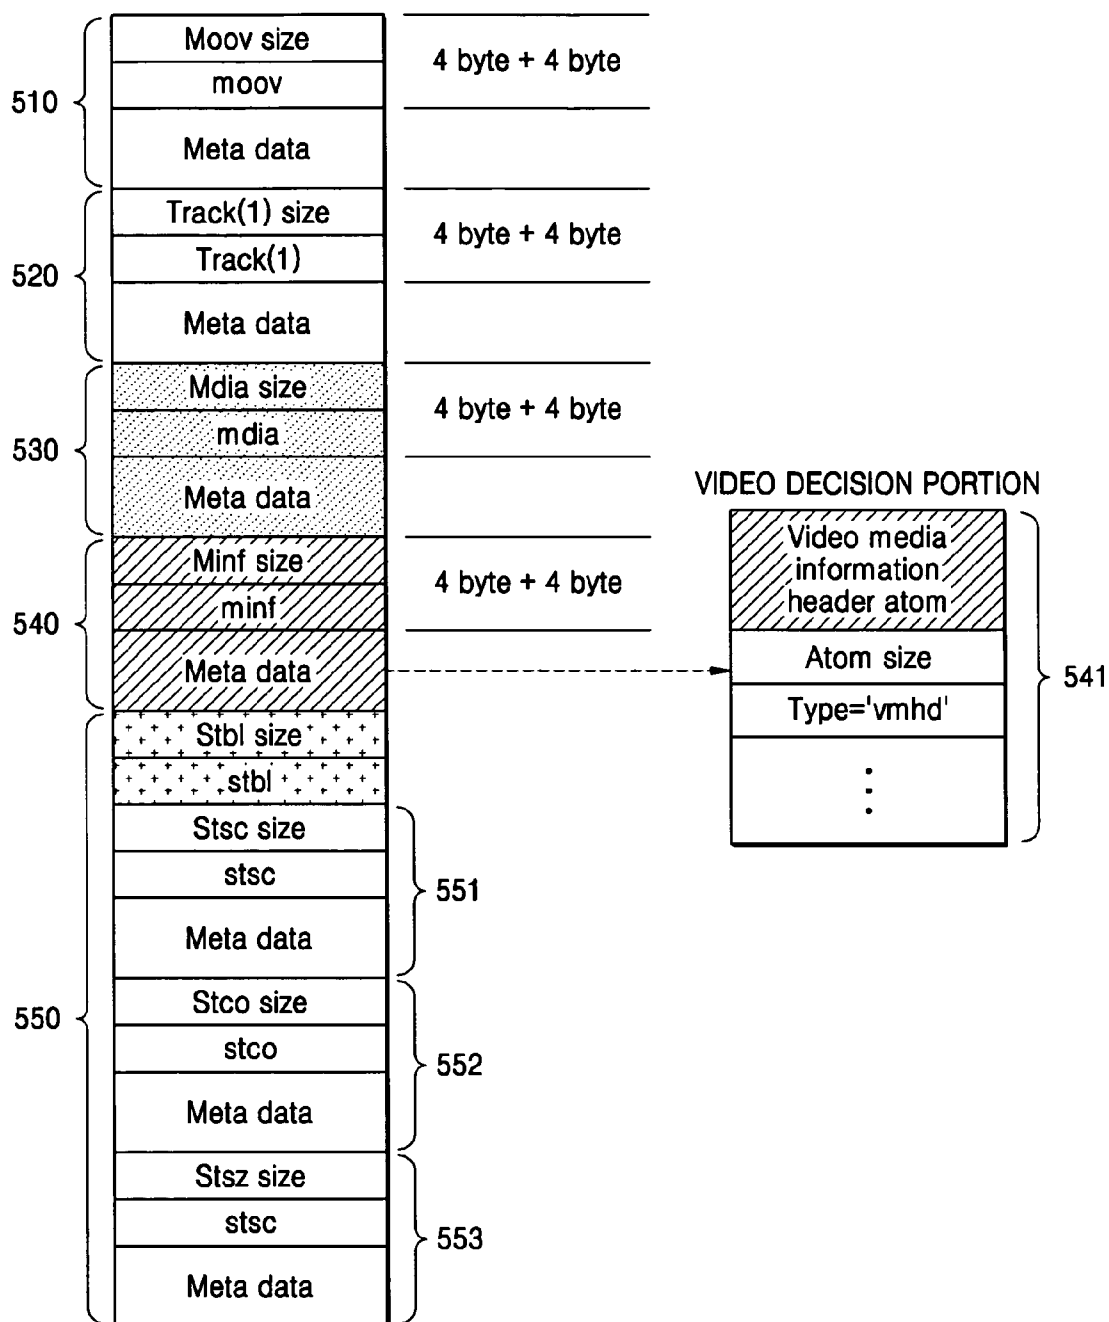 Moov size
4 byte + 4 byte
moov
510
Meta data
Track(1) size
4 byte + 4 byte
Track(1)
520
Meta data
Mdia size
4 byte + 4 byte
mdia
530
Meta data
VIDEO DECISION PORTION
Minf size
4 byte + 4 byte
minf
540
Meta data
Video media
information
header atom
Atom size
541
Type='vmhd'
Stbl size
stbl
Stsc size
stsc
551
Meta data
550
Stco size
stco
552
Meta data
Stsz size
stsc
553
Meta data